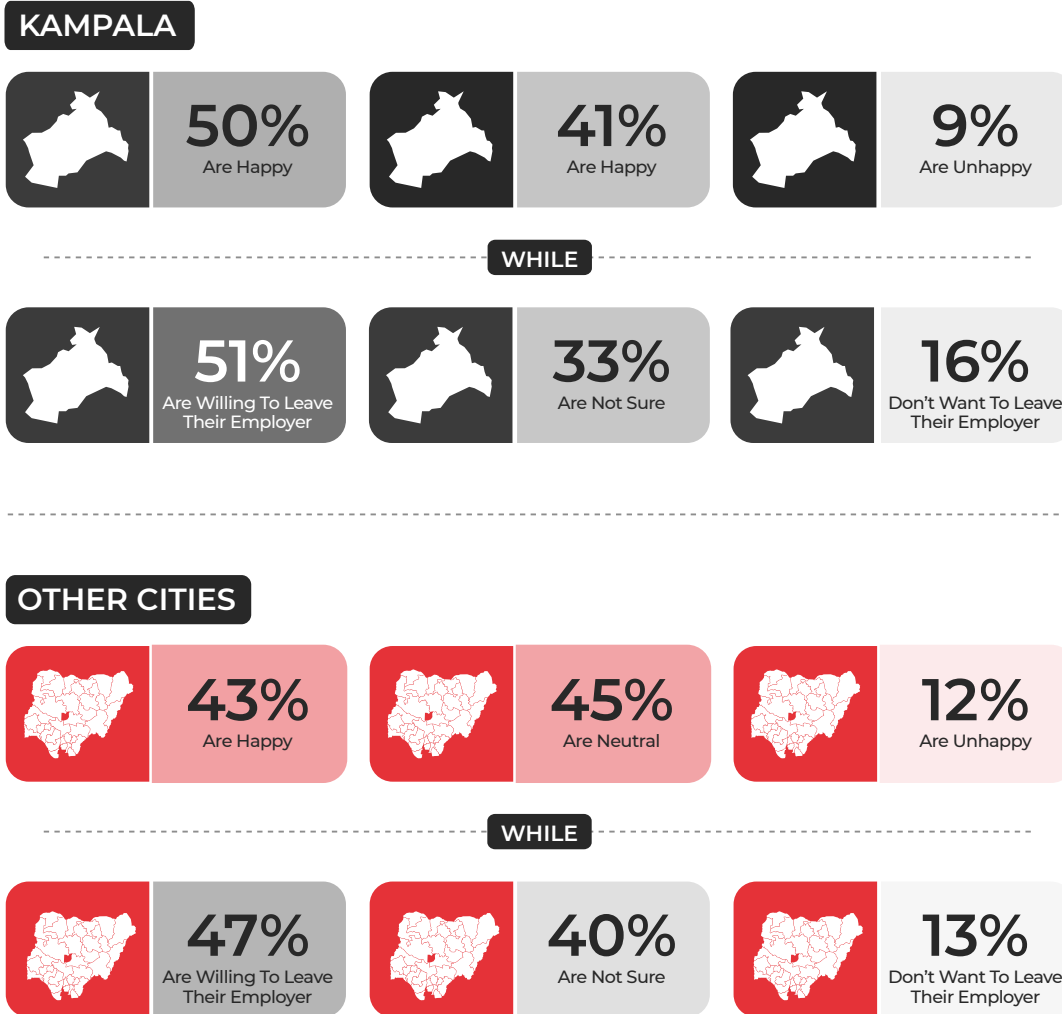 KAMPALA
50%
Are Happy
41%
Are Happy
9%
Are Unhappy
WHILE
51%
Are Willing To Leave
Their Employer
33%
Are Not Sure
16%
Don't Want To Leave
Their Employer
OTHER CITIES
43%
Are Happy
45%
Are Neutral
12%
Are Unhappy
WHILE
47%
Are Willing To Leave
Their Employer
40%
Are Not Sure
13%
Don't Want To Leave
Their Employer